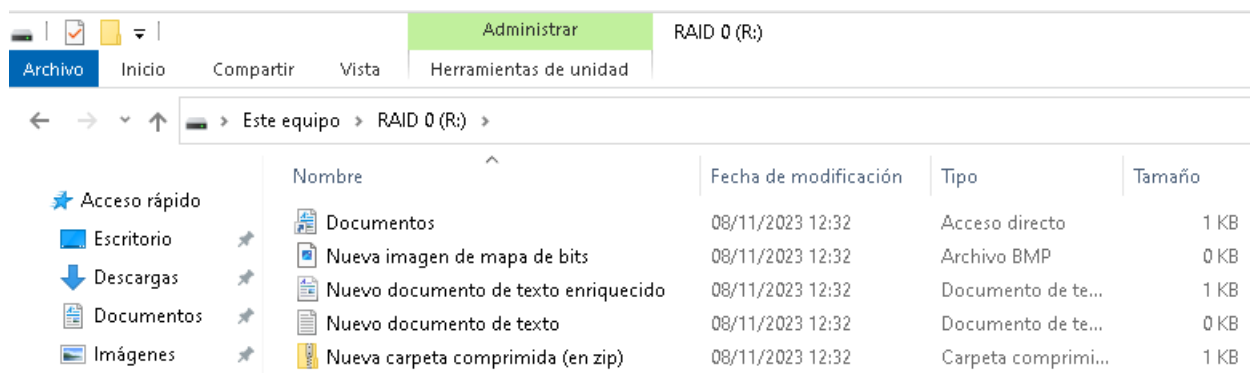 Administrar RAID 0 (R:)
Archivo Inicio Compartir Vista Herramientas de unidad
Este equipo RAID 0 (R:)
Nombre Fecha de modificación Tipo Tamaño
Acceso rápido
Documentos 08/11/2023 12:32 Acceso directo 1 KB
Escritorio
Nueva imagen de mapa de bits 08/11/2023 12:32 Archivo BMP 0 KB
Descargas
Nuevo documento de texto enriquecido 08/11/2023 12:32 Documento de te... 1 KB
Documentos
Nuevo documento de texto 08/11/2023 12:32 Documento de te... 0 KB
Imágenes
Nueva carpeta comprimida (en zip) 08/11/2023 12:32 Carpeta comprimi... 1 KB